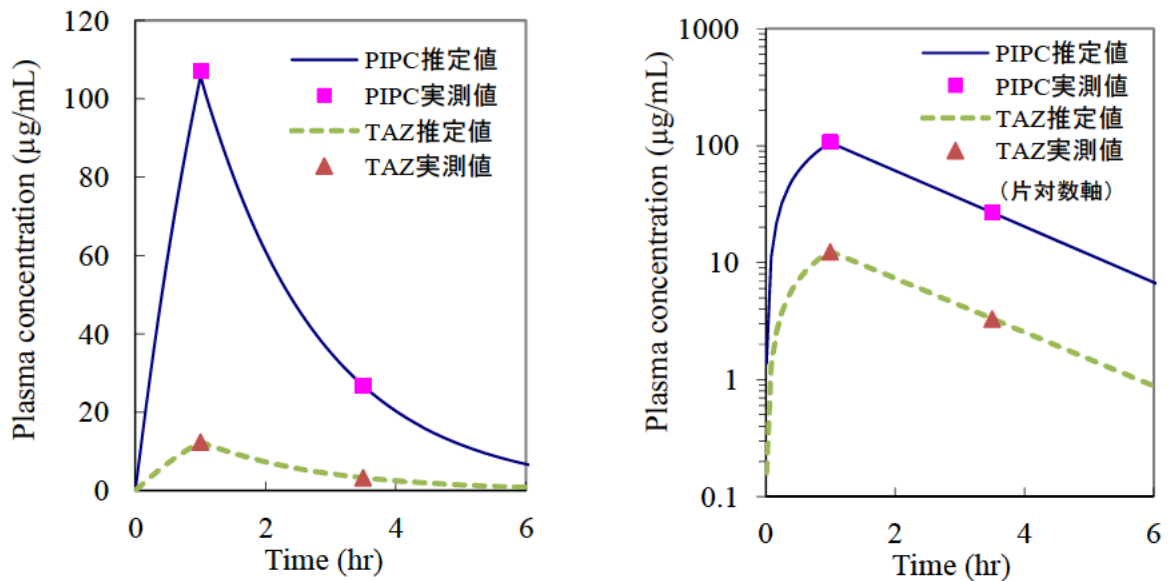 120
100
80
60
40
20
0
Plasma concentration (µg/mL)
PIPC推定値
PIPC実測値
TAZ推定値
TAZ実測値
0 2 4 6
Time (hr)
1000
100
10
1
0.1
Plasma concentration (µg/mL)
PIPC推定値
PIPC実測値
TAZ推定値
TAZ実測値
（片対数軸）
0 2 4 6
Time (hr)